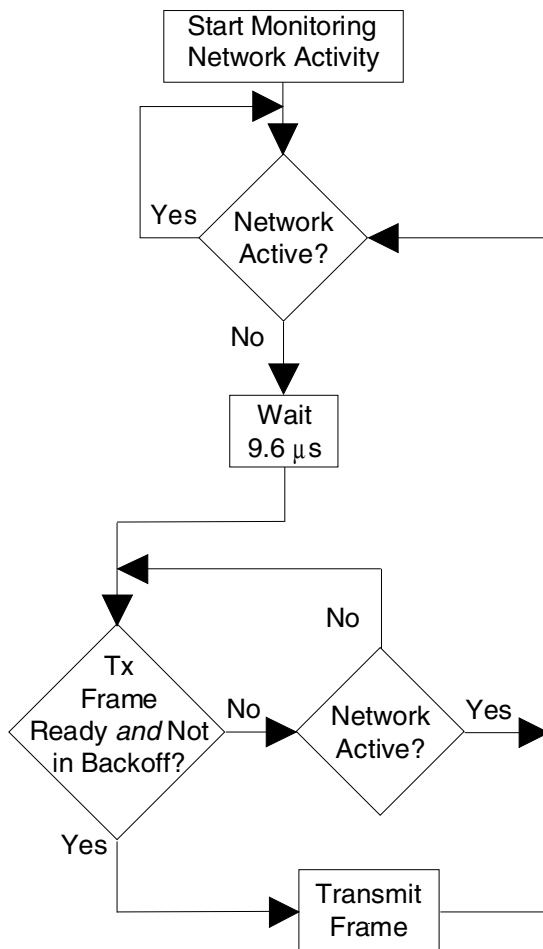 Start Monitoring
Network Activity
Yes
Network
Active?
No
Wait
9.6 μs
No
Tx
Frame
Ready and Not
in Backoff?
No
Network
Active?
Yes
Yes
Transmit
Frame